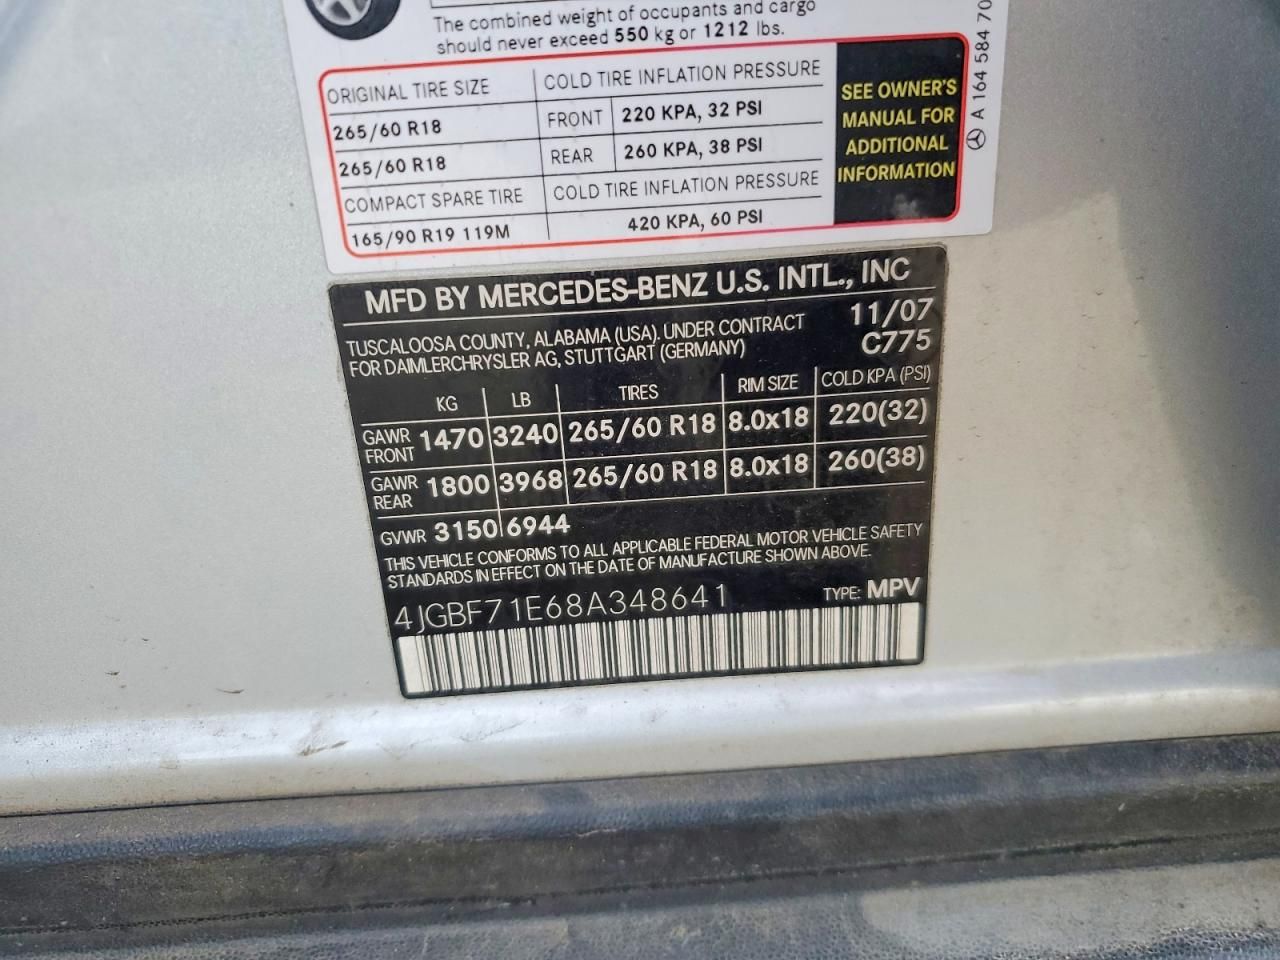 The combined weight of occupants and cargo
should never exceed 550 kg or 1212 lbs.
ORIGINAL TIRE SIZE COLD TIRE INFLATION PRESSURE
265/60 R18 FRONT 220 KPA, 32 PSI
265/60 R18 REAR 260 KPA, 38 PSI
COMPACT SPARE TIRE COLD TIRE INFLATION PRESSURE
165/90 R19 119M 420 KPA, 60 PSI
SEE OWNER'S
MANUAL FOR
ADDITIONAL
INFORMATION
A 164 584 70
MFD BY MERCEDES-BENZ U.S. INTL., INC
TUSCALOOSA COUNTY, ALABAMA (USA). UNDER CONTRACT 11/07
FOR DAIMLERCHRYSLER AG, STUTTGART (GERMANY) C775
KG LB TIRES RIM SIZE COLD KPA (PSI)
GAWR FRONT 1470 3240 265/60 R18 8.0x18 220(32)
GAWR REAR 1800 3968 265/60 R18 8.0x18 260(38)
GVWR 3150 6944
THIS VEHICLE CONFORMS TO ALL APPLICABLE FEDERAL MOTOR VEHICLE SAFETY
STANDARDS IN EFFECT ON THE DATE OF MANUFACTURE SHOWN ABOVE.
4JGBF71E68A348641 TYPE: MPV